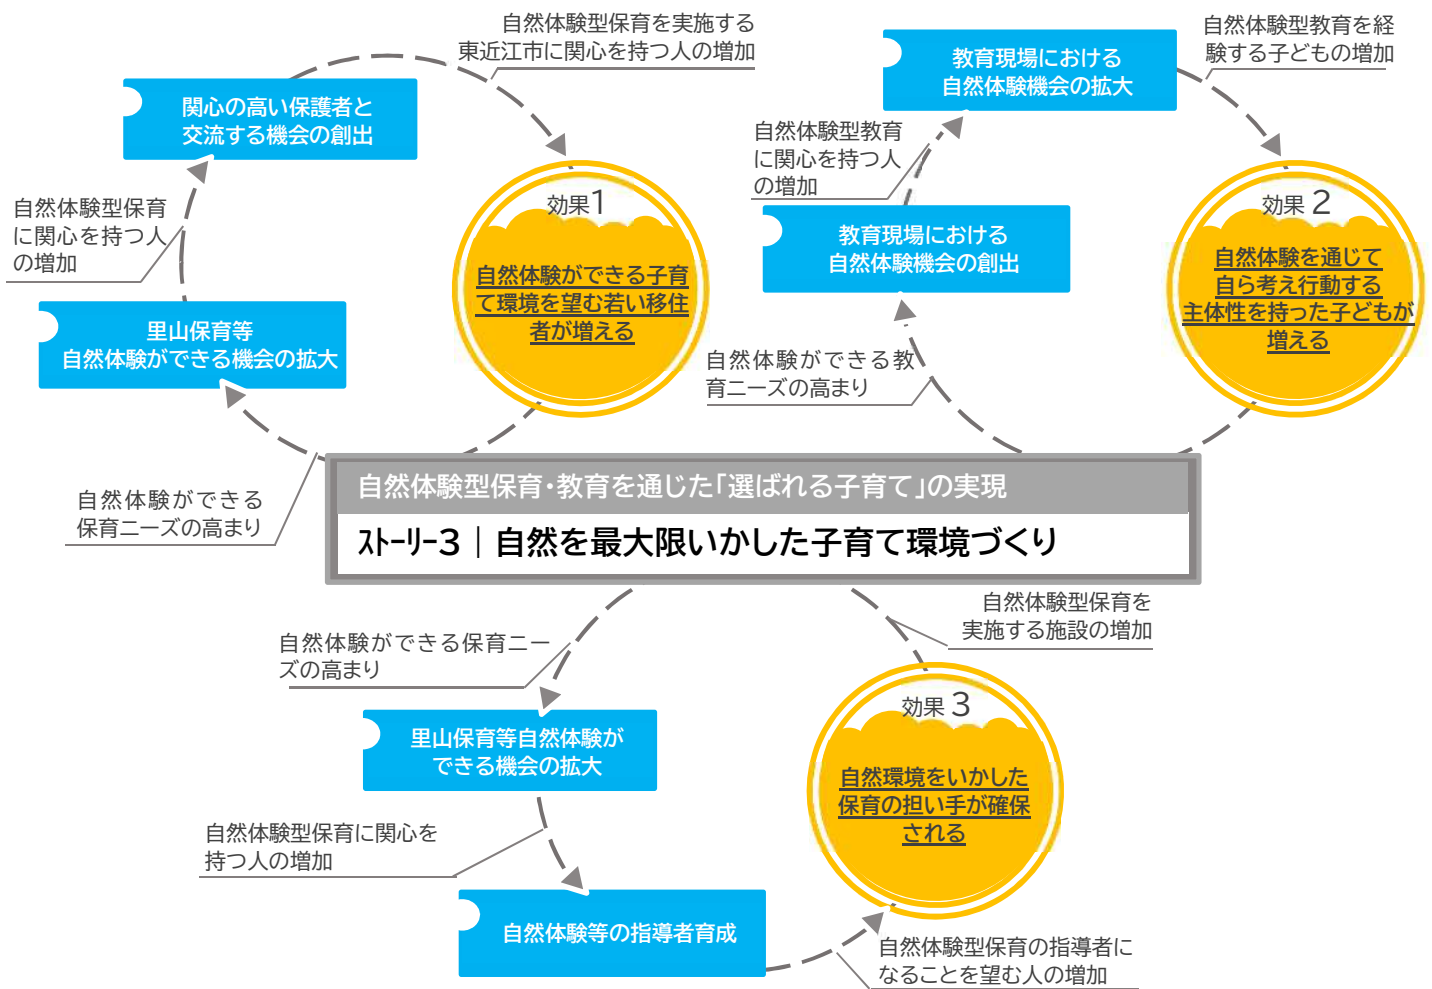 自然体験型保育を実施する
東近江市に関心を持つ人の増加
関心の高い保護者と
交流する機会の創出
自然体験型保育
に関心を持つ人
の増加
里山保育等
自然体験ができる機会の拡大
自然体験ができる
保育ニーズの高まり
効果1
自然体験ができる子育
て環境を望む若い移住
者が増える
自然体験型教育を経
験する子どもの増加
教育現場における
自然体験機会の拡大
自然体験型教育
に関心を持つ人
の増加
教育現場における
自然体験機会の創出
自然体験ができる教
育ニーズの高まり
効果2
自然体験を通じて
自ら考え行動する
主体性を持った子どもが
増える
自然体験型保育・教育を通じた「選ばれる子育て」の実現
ｽﾄｰﾘｰ3｜自然を最大限いかした子育て環境づくり
自然体験ができる保育ニー
ズの高まり
里山保育等自然体験が
できる機会の拡大
自然体験型保育に関心を
持つ人の増加
自然体験等の指導者育成
自然体験型保育を
実施する施設の増加
効果3
自然環境をいかした
保育の担い手が確保
される
自然体験型保育の指導者に
なることを望む人の増加